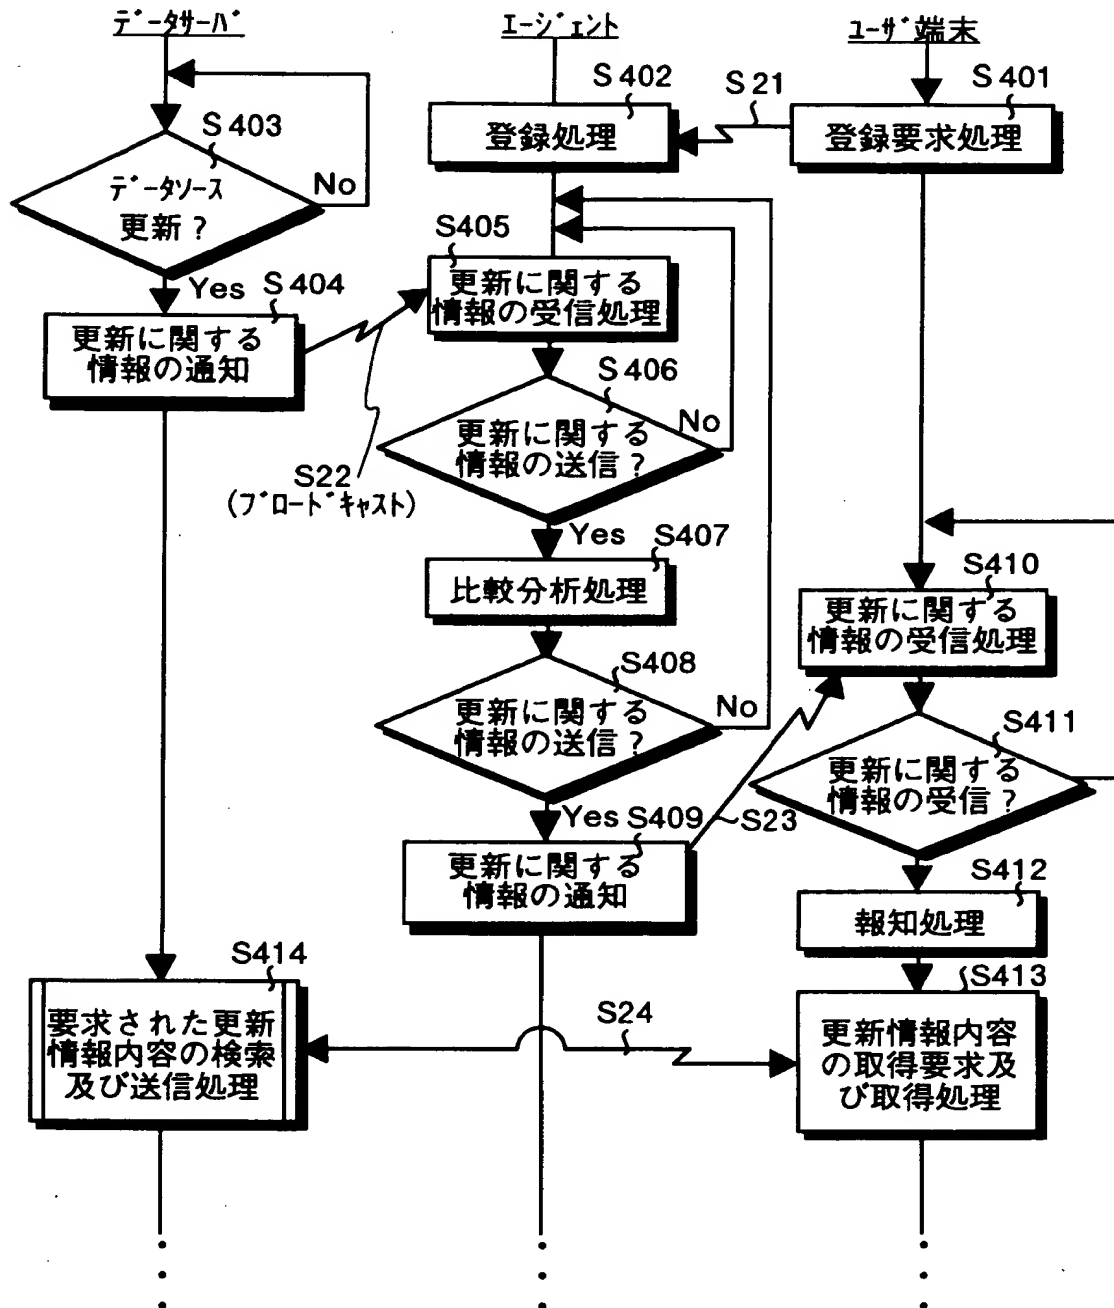 データサーバ
エージェント
ユーザ端末
S402
S21
S401
登録処理
登録要求処理
S403
データソース
更新？
No
S405
更新に関する
情報の受信処理
Yes
S404
更新に関する
情報の通知
S406
更新に関する
情報の送信？
No
S22
(ブロードキャスト)
Yes
S407
比較分析処理
S410
更新に関する
情報の受信処理
S408
更新に関する
情報の送信？
No
S411
更新に関する
情報の受信？
Yes
S409
S23
更新に関する
情報の通知
S412
報知処理
S414
要求された更新
情報内容の検索
及び送信処理
S24
S413
更新情報内容
の取得要求及
び取得処理